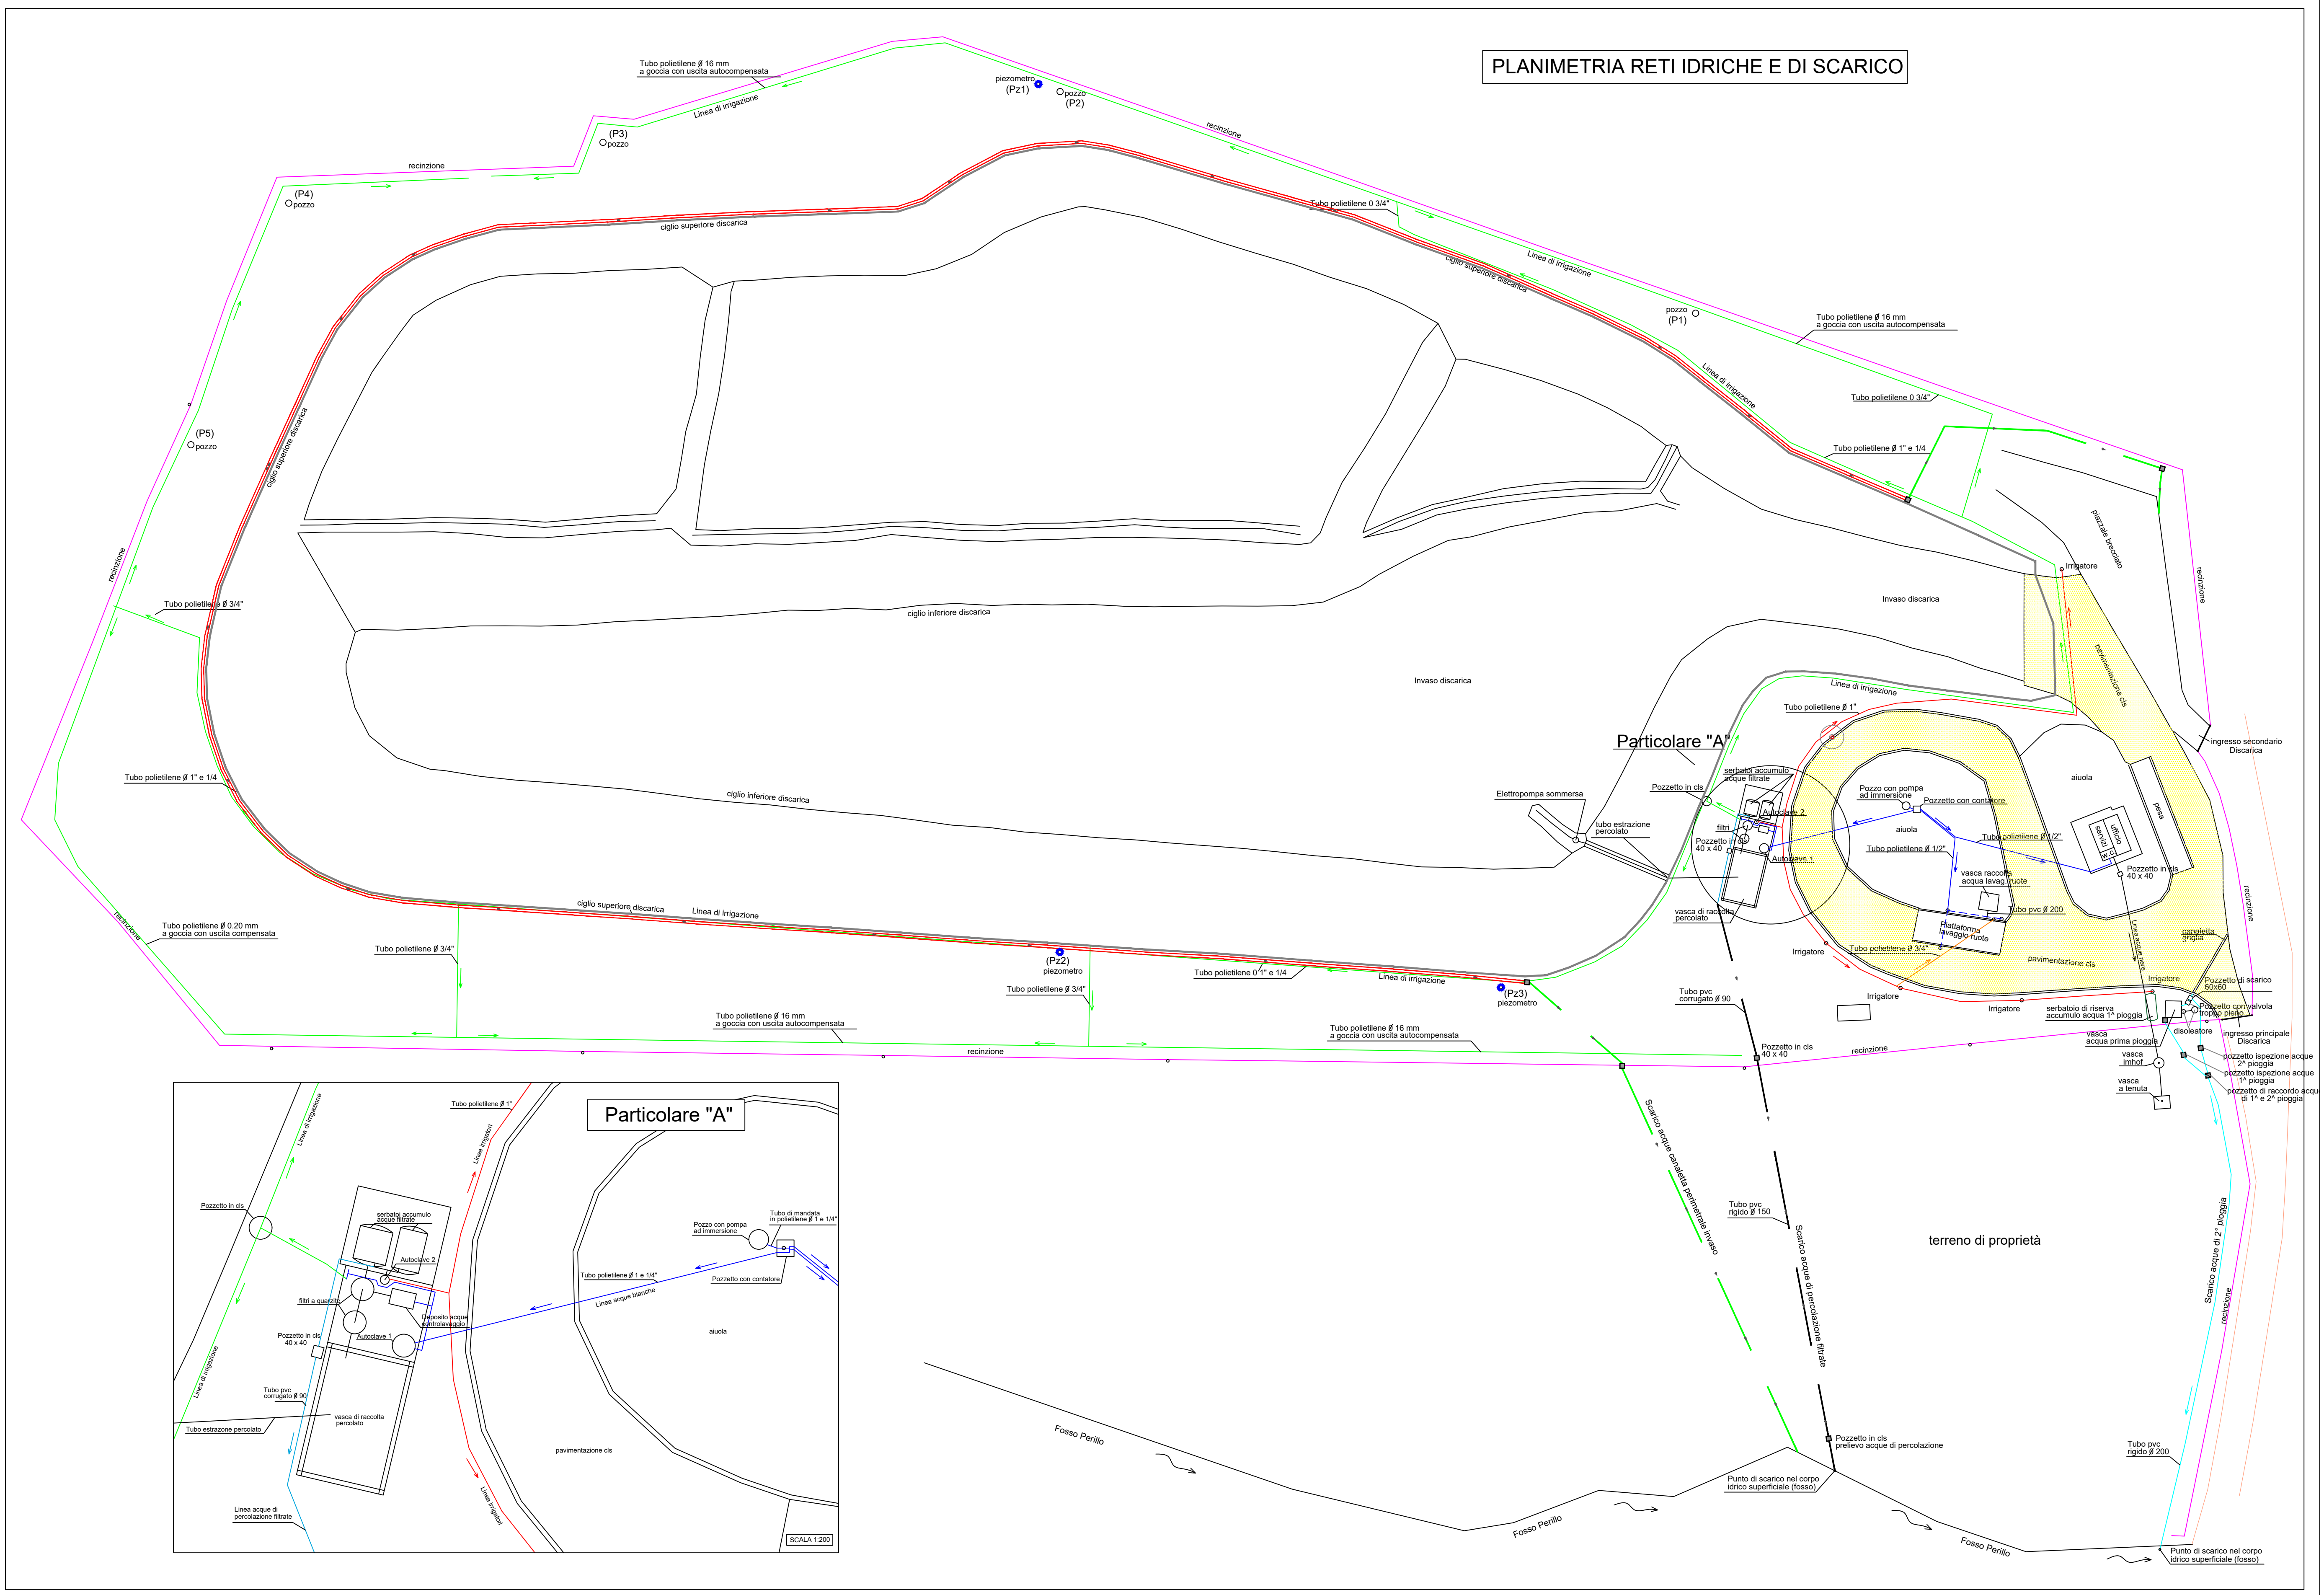 PLANIMETRIA RETI IDRICHE E DI SCARICO
Tubo polietilene Ø 16 mm
a goccia con uscita autocompensata
Linea di irrigazione
piezometro
(Pz1)
pozzo
(P2)
recinzione
(P3)
pozzo
recinzione
(P4)
pozzo
ciglio superiore discarica
Tubo polietilene 0 3/4"
Linea di irrigazione
ciglio superiore discarica
pozzo
(P1)
Tubo polietilene Ø 16 mm
a goccia con uscita autocompensata
Linea di irrigazione
Tubo polietilene 0 3/4"
(P5)
pozzo
ciglio superiore discarica
Tubo polietilene Ø 1" e 1/4
piazzale brecciato
recinzione
recinzione
Irrigatore
Tubo polietilene Ø 3/4"
ciglio inferiore discarica
Invaso discarica
Invaso discarica
pavimentazione cls
Linea di irrigazione
Tubo polietilene Ø 1"
Particolare "A"
ingresso secondario
Discarica
serbatoi accumulo
acque filtrate
aiuola
Tubo polietilene Ø 1" e 1/4
ciglio inferiore discarica
Elettropompa sommersa
Pozzetto in cls
Pozzo con pompa
ad immersione
Pozzetto con contatore
pesa
Autoclave 2
tubo estrazione
percolato
filtri
aiuola
Tubo polietilene Ø 1/2"
ufficio
servizi
W
C
Pozzetto in cls
40 x 40
Autoclave 1
Tubo polietilene Ø 1/2"
vasca raccolta
acqua lavag. ruote
Pozzetto in cls
40 x 40
recinzione
ciglio superiore discarica
Linea di irrigazione
vasca di raccolta
percolato
Tubo pvc Ø 200
Piattaforma
lavaggio ruote
Linea acque nere
canaletta
griglia
recinzione
Tubo polietilene Ø 0.20 mm
a goccia con uscita compensata
Tubo polietilene Ø 3/4"
(Pz2)
piezometro
Tubo polietilene 0 1" e 1/4
Linea di irrigazione
Irrigatore
Tubo polietilene Ø 3/4"
pavimentazione cls
Tubo polietilene Ø 3/4"
(Pz3)
piezometro
Tubo pvc
corrugato Ø 90
Irrigatore
Irrigatore
Irrigatore
Pozzetto di scarico
60x60
Pozzetto con valvola
troppo pieno
serbatoio di riserva
accumulo acqua 1^ pioggia
Tubo polietilene Ø 16 mm
a goccia con uscita autocompensata
Tubo polietilene Ø 16 mm
a goccia con uscita autocompensata
disoleatore
ingresso principale
Discarica
vasca
acqua prima pioggia
recinzione
Pozzetto in cls
40 x 40
recinzione
vasca
imhof
pozzetto ispezione acque
2^ pioggia
pozzetto ispezione acque
1^ pioggia
vasca
a tenuta
pozzetto di raccordo acque
di 1^ e 2^ pioggia
Scarico acque canaletta perimetrale invaso
Tubo pvc
rigido Ø 150
Scarico acque di percolazione filtrate
terreno di proprietà
Scarico acque di 2° pioggia
recinzione
Tubo polietilene Ø 1"
Particolare "A"
Linea di irrigazione
Linea irrigatori
Pozzetto in cls
serbatoi accumulo
acque filtrate
Pozzo con pompa
ad immersione
Tubo di mandata
in polietilene Ø 1 e 1/4"
Autoclave 2
Tubo polietilene Ø 1 e 1/4"
Pozzetto con contatore
Linea acque bianche
filtri a quarzite
Deposito acque
controlavaggio
aiuola
Pozzetto in cls
40 x 40
Autoclave 1
Linea di irrigazione
Tubo pvc
corrugato Ø 90
vasca di raccolta
percolato
Tubo estrazone percolato
pavimentazione cls
Linea irrigatori
Linea acque di
percolazione filtrate
SCALA 1:200
Fosso Perillo
Pozzetto in cls
prelievo acque di percolazione
Tubo pvc
rigido Ø 200
Punto di scarico nel corpo
idrico superficiale (fosso)
Fosso Perillo
Fosso Perillo
Punto di scarico nel corpo
idrico superficiale (fosso)